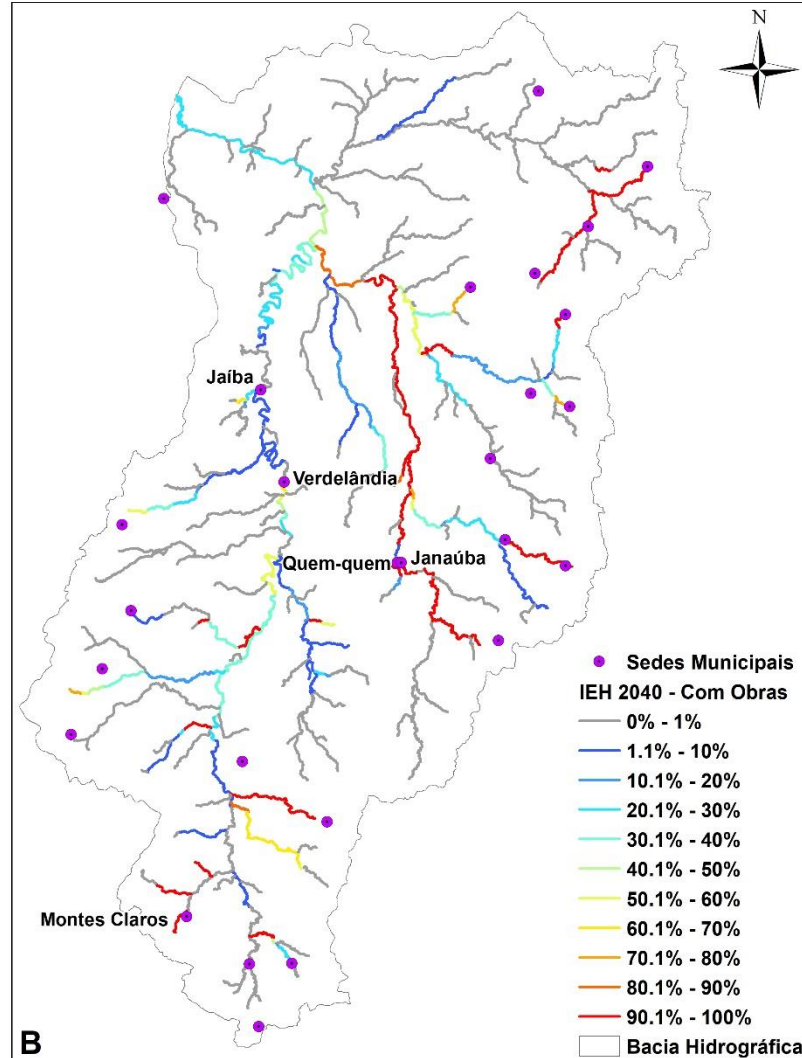 N
Jaíba
Verdelândia
Quem-quem
Janaúba
Montes Claros
Sedes Municipais
IEH 2040 - Com Obras
0% - 1%
1.1% - 10%
10.1% - 20%
20.1% - 30%
30.1% - 40%
40.1% - 50%
50.1% - 60%
60.1% - 70%
70.1% - 80%
80.1% - 90%
90.1% - 100%
Bacia Hidrográfica
B